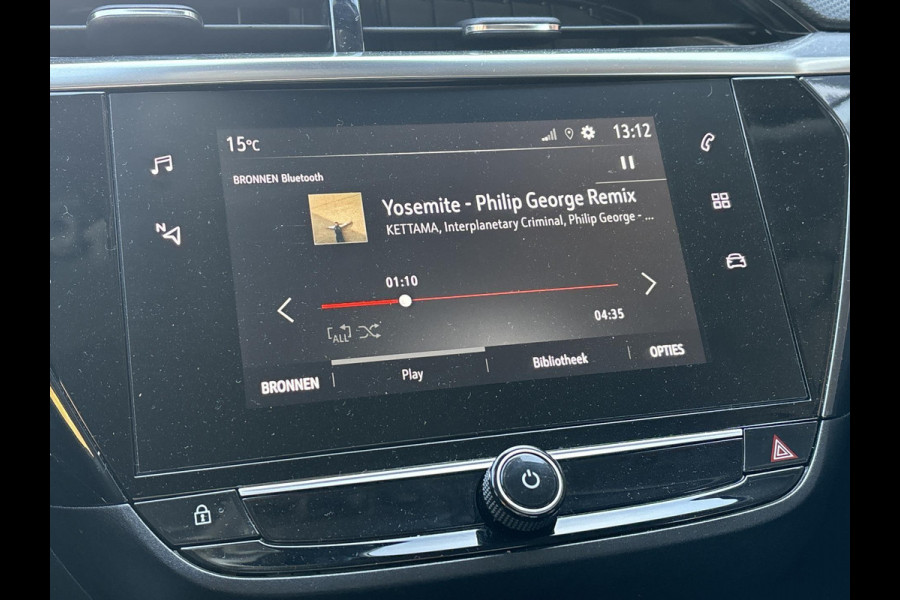 15°C 13:12
BRONNEN Bluetooth
Yosemite - Philip George Remix
KETTAMA, Interplanetary Criminal, Philip George - ...
01:10
04:35
ALL
BRONNEN Play Bibliotheek OPTIES
N